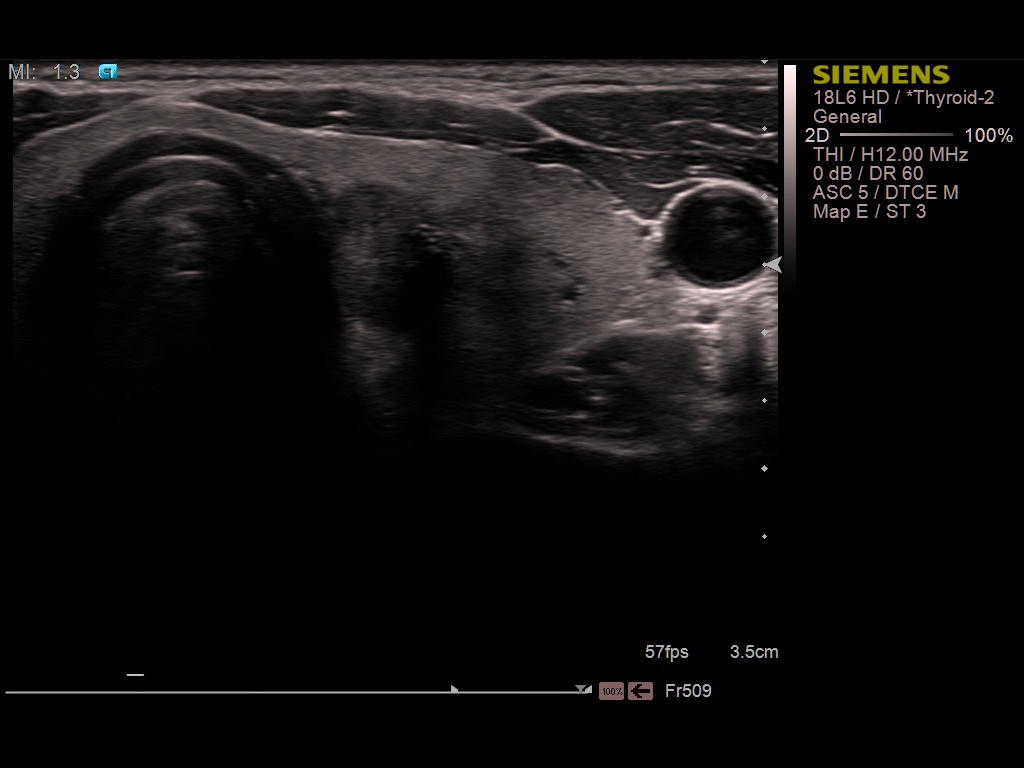 MI: 1.3
SIEMENS
18L6 HD / *Thyroid-2
General
2D 100%
THI / H12.00 MHz
0 dB / DR 60
ASC 5 / DTCE M
Map E / ST 3
57fps 3.5cm
100% Fr509